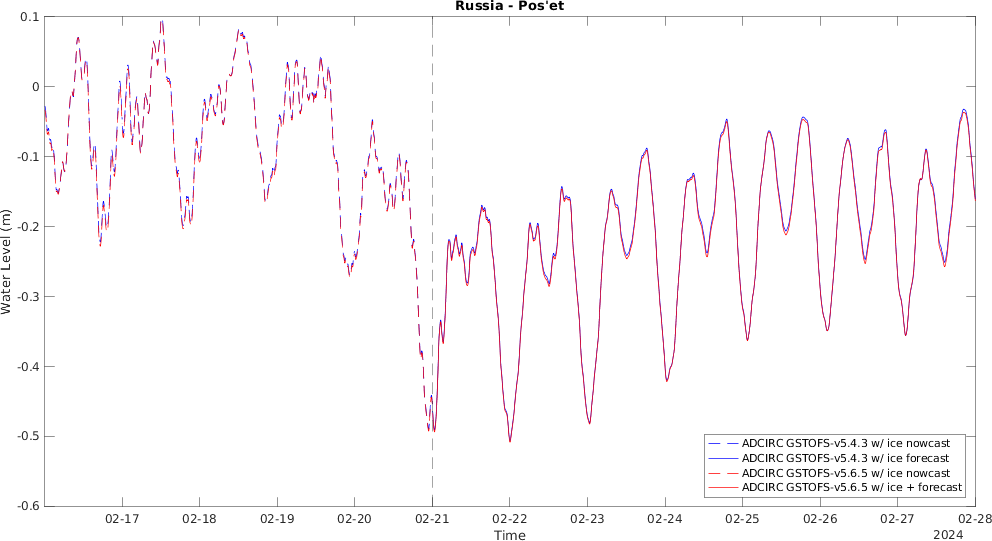 Russia - Pos'et
0.1
0
-0.1
-0.2
-0.3
-0.4
-0.5
-0.6
Water Level (m)
ADCIRC GSTOFS-v5.4.3 w/ ice nowcast
ADCIRC GSTOFS-v5.4.3 w/ ice forecast
ADCIRC GSTOFS-v5.6.5 w/ ice nowcast
ADCIRC GSTOFS-v5.6.5 w/ ice + forecast
02-17 02-18 02-19 02-20 02-21 02-22 02-23 02-24 02-25 02-26 02-27 02-28
Time
2024